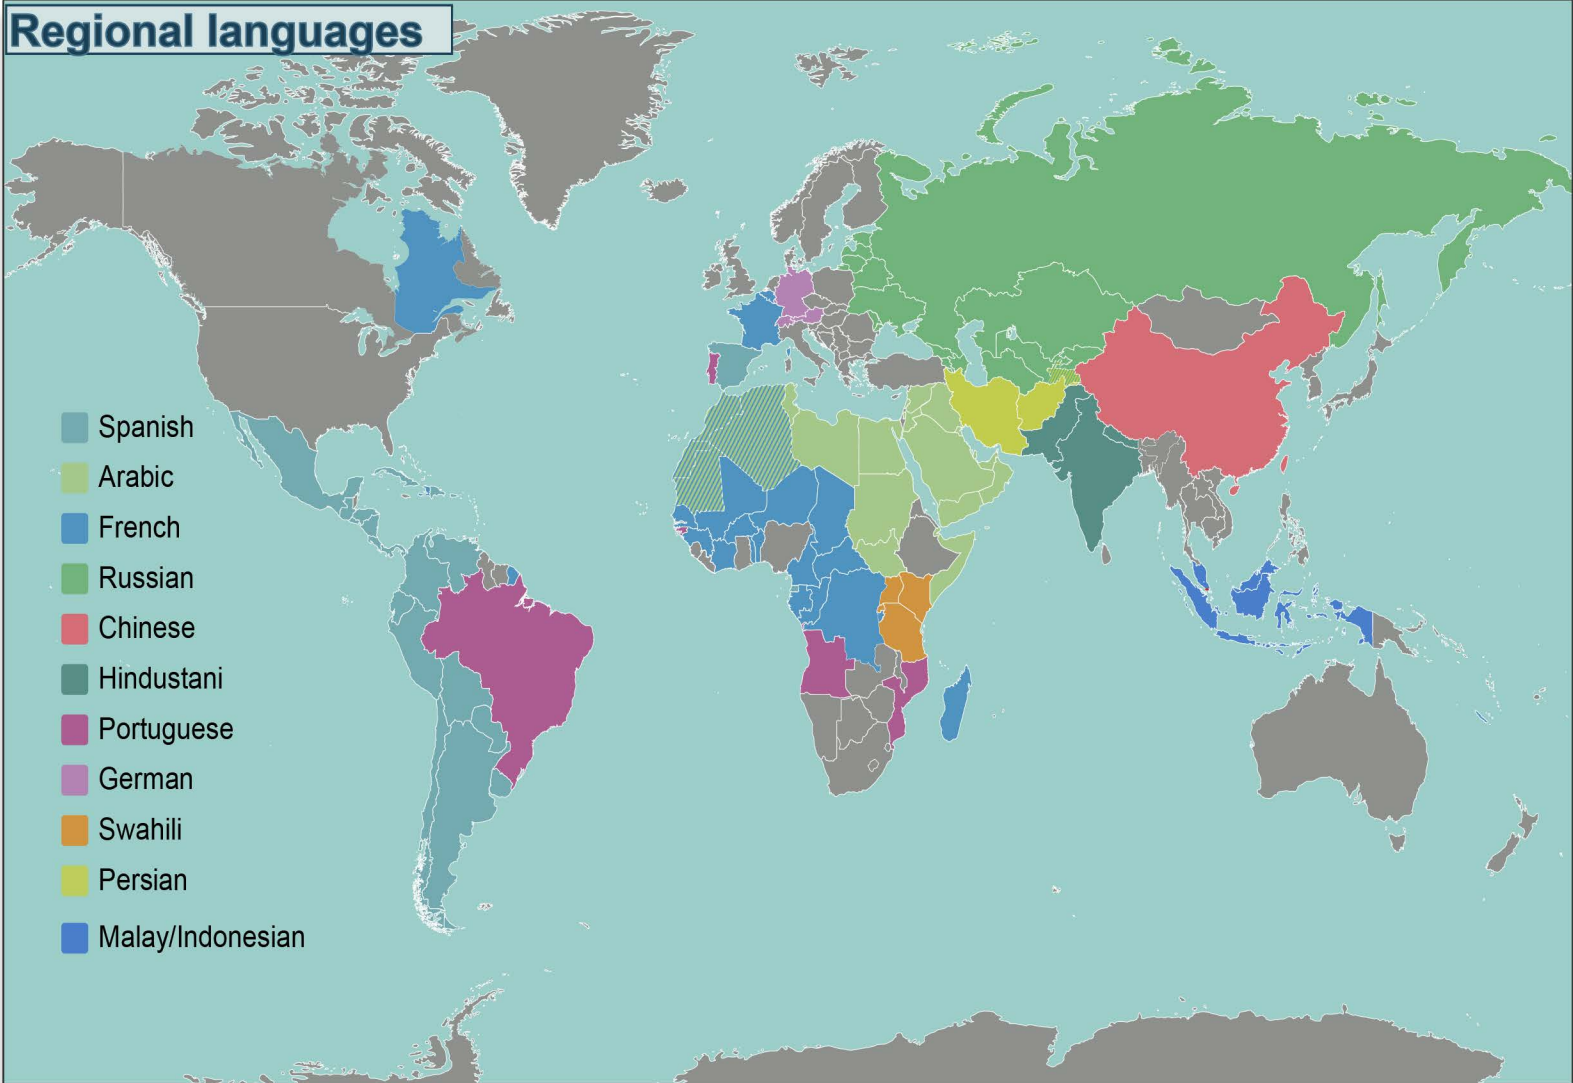 Regional languages
Spanish
Arabic
French
Russian
Chinese
Hindustani
Portuguese
German
Swahili
Persian
Malay/Indonesian